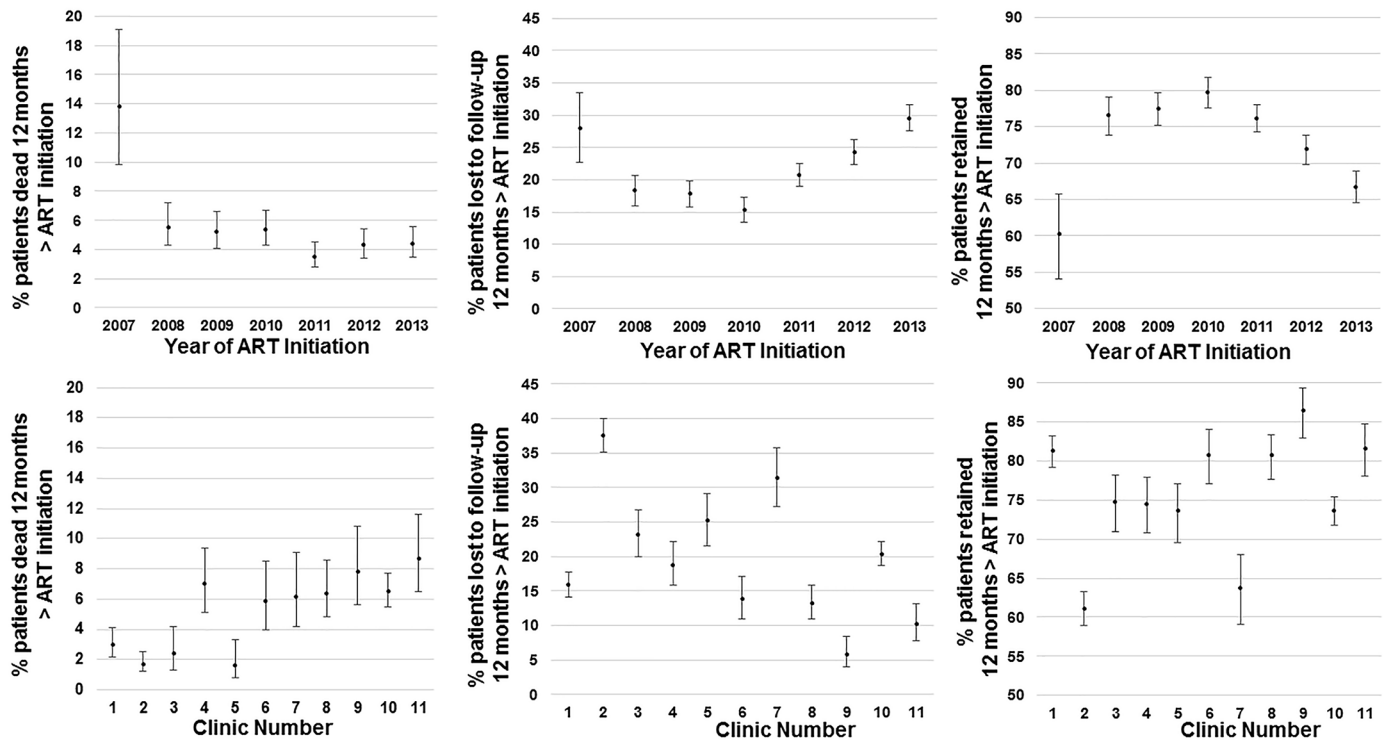 % patients dead 12 months
> ART initiation
20
18
16
14
12
10
8
6
4
2
0
2007 2008 2009 2010 2011 2012 2013
Year of ART Initiation
% patients lost to follow-up
12 months > ART initiation
45
40
35
30
25
20
15
10
5
0
2007 2008 2009 2010 2011 2012 2013
Year of ART Initiation
% patients retained
12 months > ART initiation
90
85
80
75
70
65
60
55
50
2007 2008 2009 2010 2011 2012 2013
Year of ART Initiation
% patients dead 12 months
> ART initiation
20
18
16
14
12
10
8
6
4
2
0
1 2 3 4 5 6 7 8 9 10 11
Clinic Number
% patients lost to follow-up
12 months > ART initiation
45
40
35
30
25
20
15
10
5
0
1 2 3 4 5 6 7 8 9 10 11
Clinic Number
% patients retained
12 months > ART initiation
90
85
80
75
70
65
60
55
50
1 2 3 4 5 6 7 8 9 10 11
Clinic Number